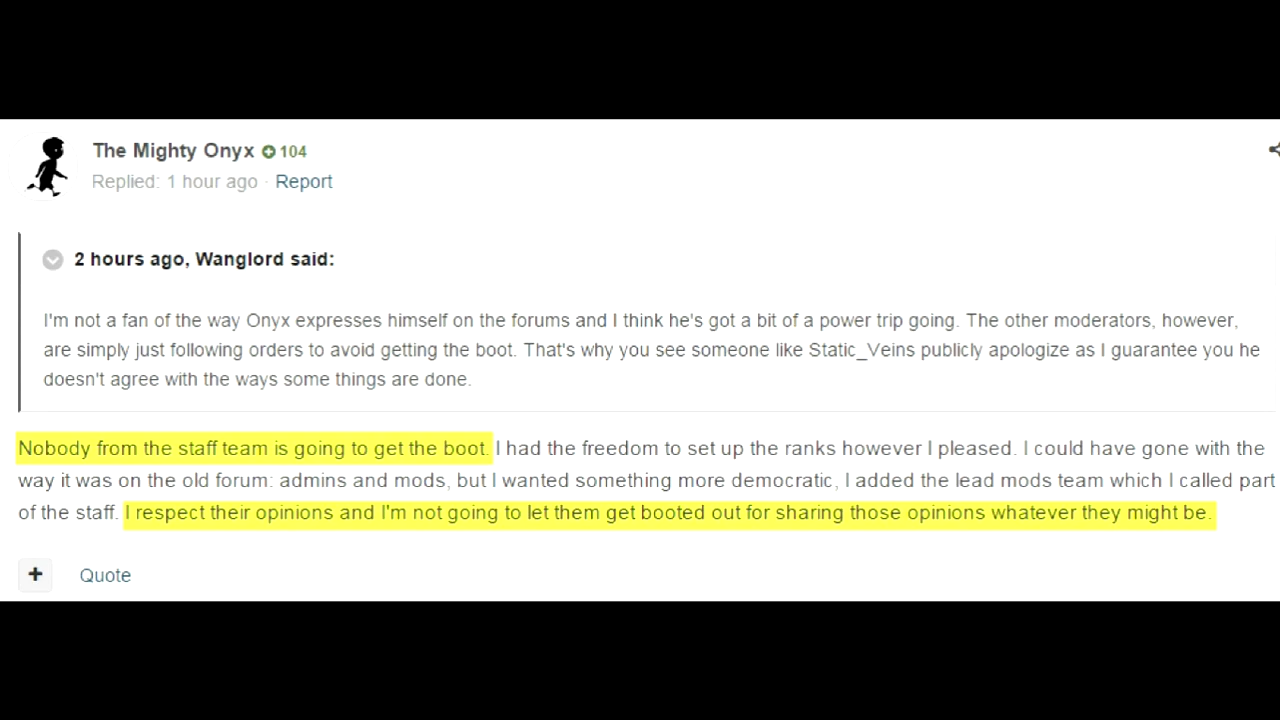 The Mighty Onyx 104
Replied: 1 hour ago · Report
2 hours ago, Wanglord said:
I'm not a fan of the way Onyx expresses himself on the forums and I think he's got a bit of a power trip going. The other moderators, however,
are simply just following orders to avoid getting the boot. That's why you see someone like Static_Veins publicly apologize as I guarantee you he
doesn't agree with the ways some things are done.
Nobody from the staff team is going to get the boot. I had the freedom to set up the ranks however I pleased. I could have gone with the
way it was on the old forum: admins and mods, but I wanted something more democratic, I added the lead mods team which I called part
of the staff. I respect their opinions and I'm not going to let them get booted out for sharing those opinions whatever they might be.
+ Quote